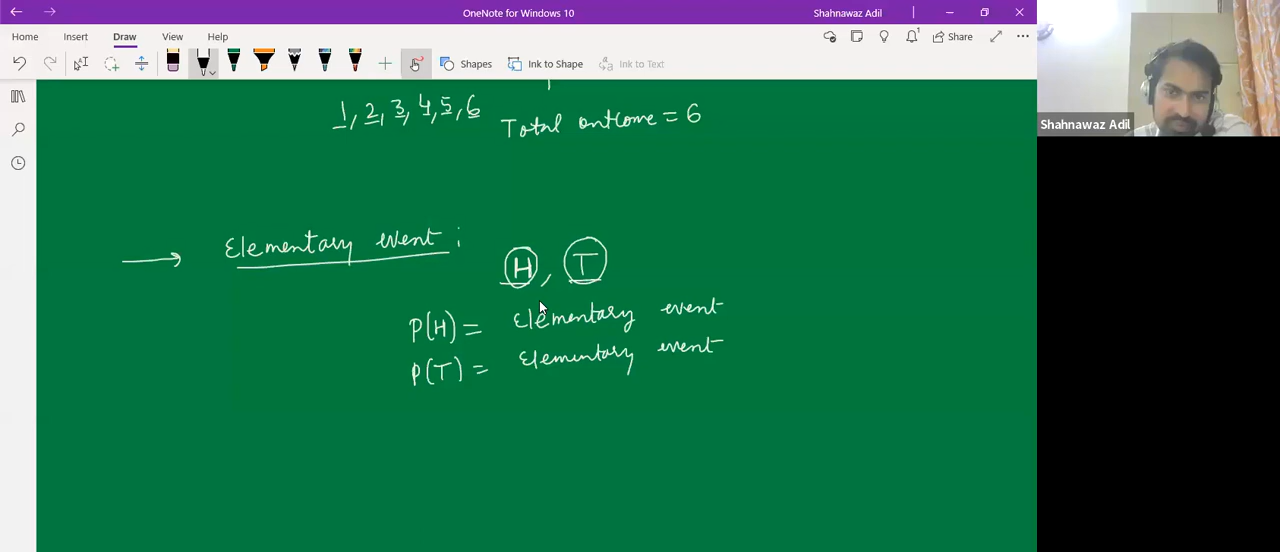 OneNote for Windows 10
Shahnawaz Adil
Home Insert Draw View Help
Share
Shapes Ink to Shape Ink to Text
1, 2, 3, 4, 5, 6 Total outcome = 6
Shahnawaz Adil
Elementary event :
H, T
P(H) = Elementary event
P(T) = Elementary event